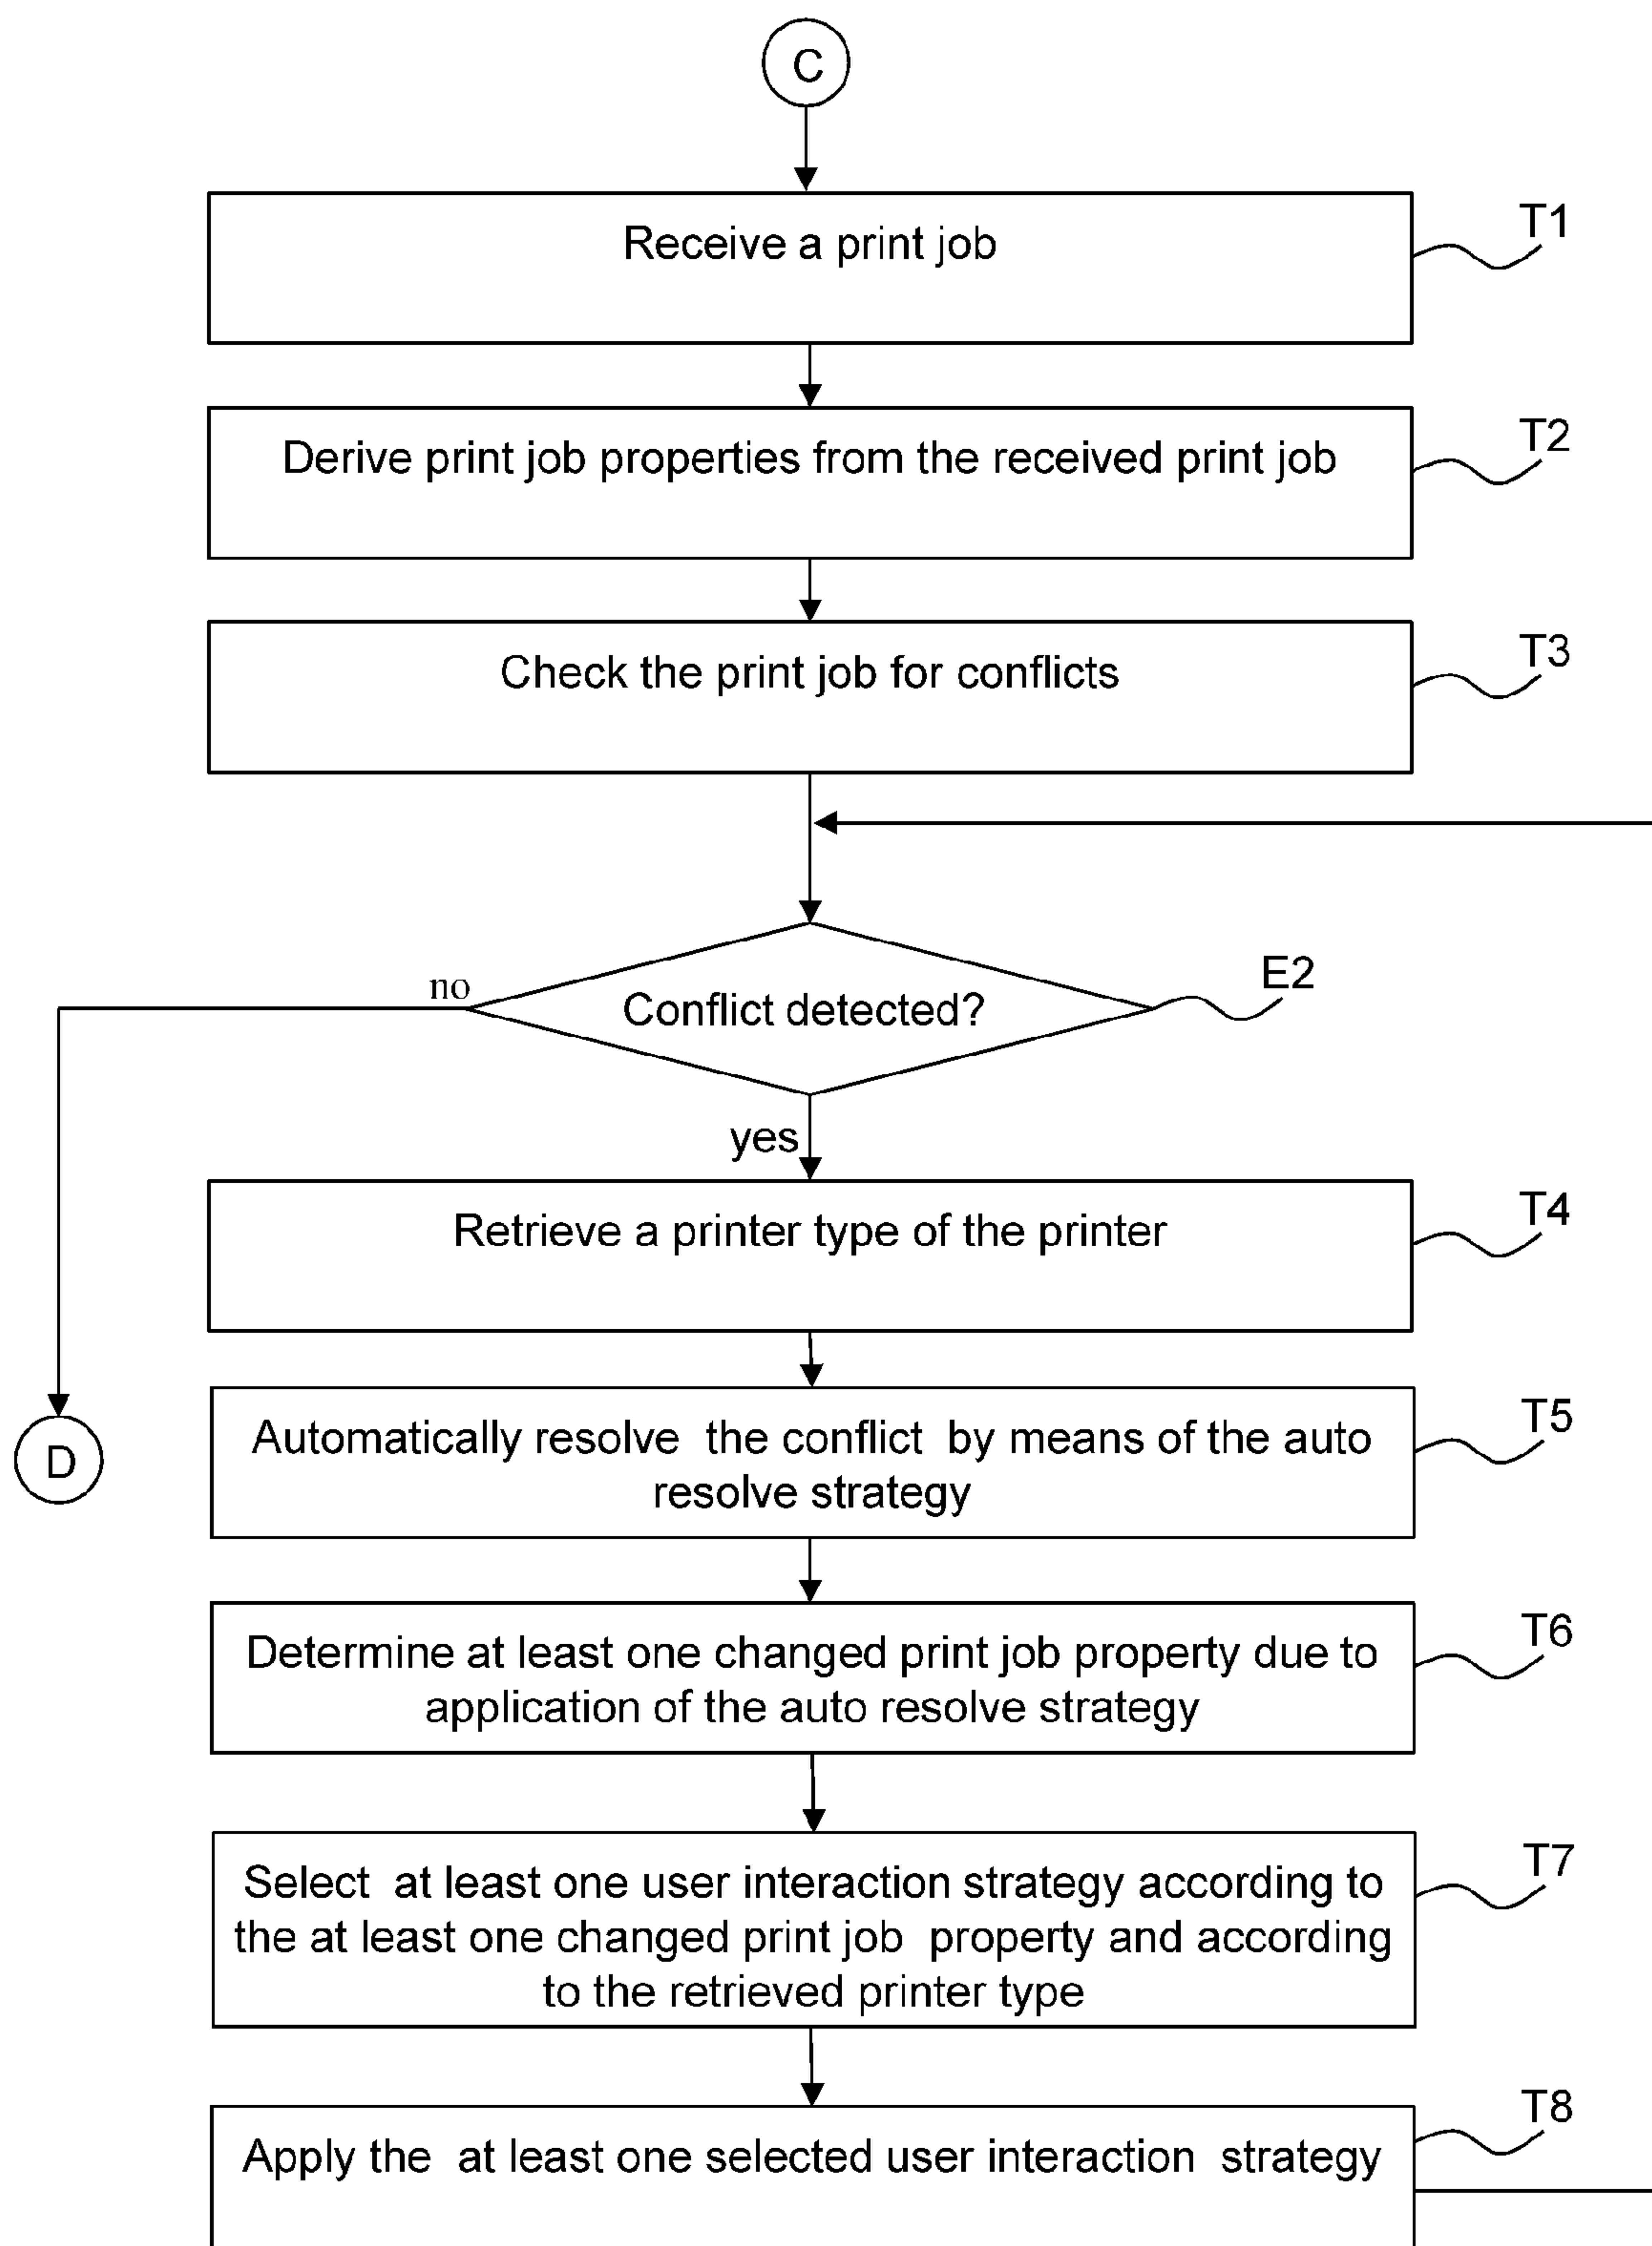 C
Receive a print job
T1
Derive print job properties from the received print job
T2
Check the print job for conflicts
T3
no
Conflict detected?
E2
yes
Retrieve a printer type of the printer
T4
D
Automatically resolve the conflict by means of the auto
resolve strategy
T5
Determine at least one changed print job property due to
application of the auto resolve strategy
T6
Select at least one user interaction strategy according to
the at least one changed print job property and according
to the retrieved printer type
T7
Apply the at least one selected user interaction strategy
T8